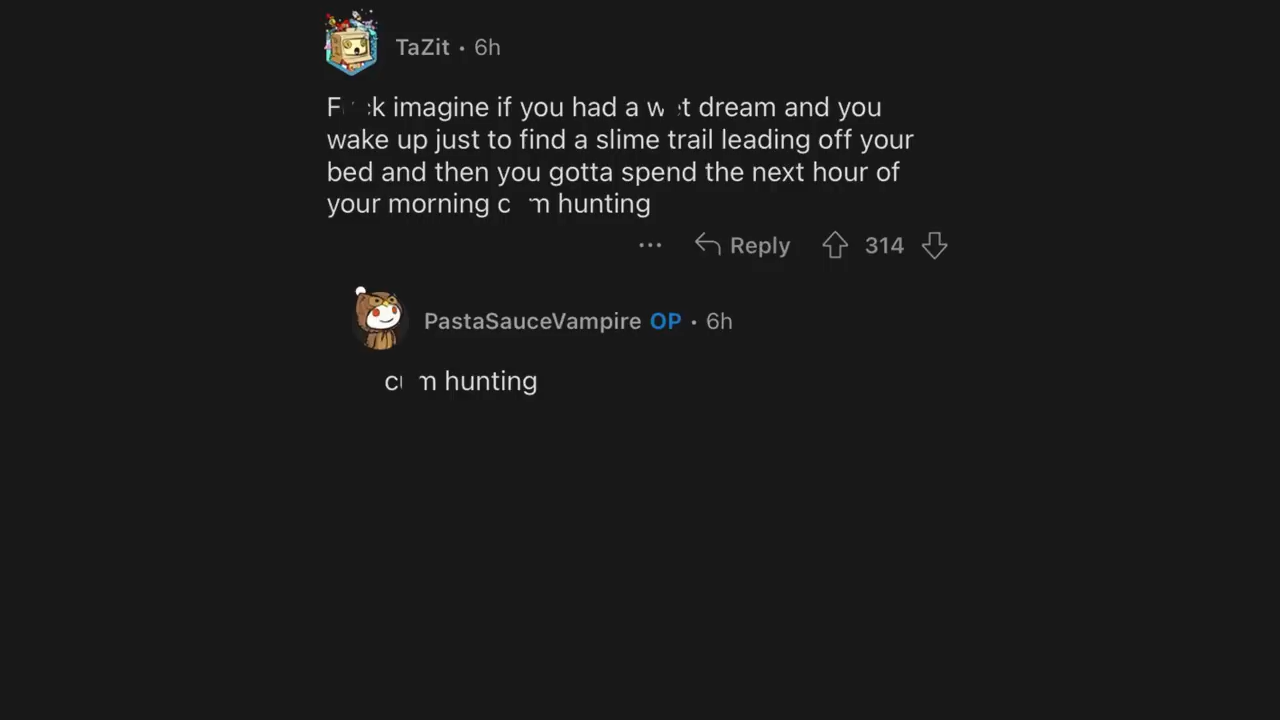 TaZit • 6h
F  k imagine if you had a w t dream and you
wake up just to find a slime trail leading off your
bed and then you gotta spend the next hour of
your morning c m hunting
... Reply 314
PastaSauceVampire OP • 6h
c m hunting